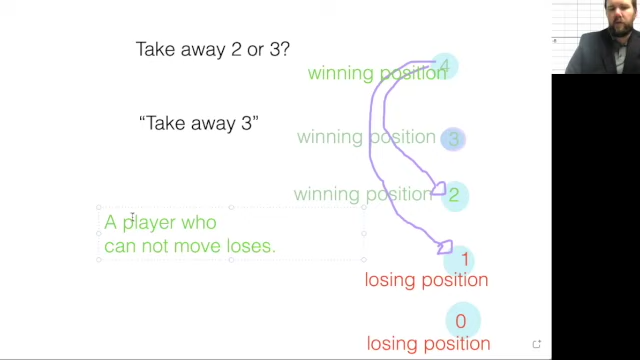 Take away 2 or 3?
winning position 4
“Take away 3”
winning position 3
winning position 2
A player who
can not move loses.
1
losing position
0
losing position